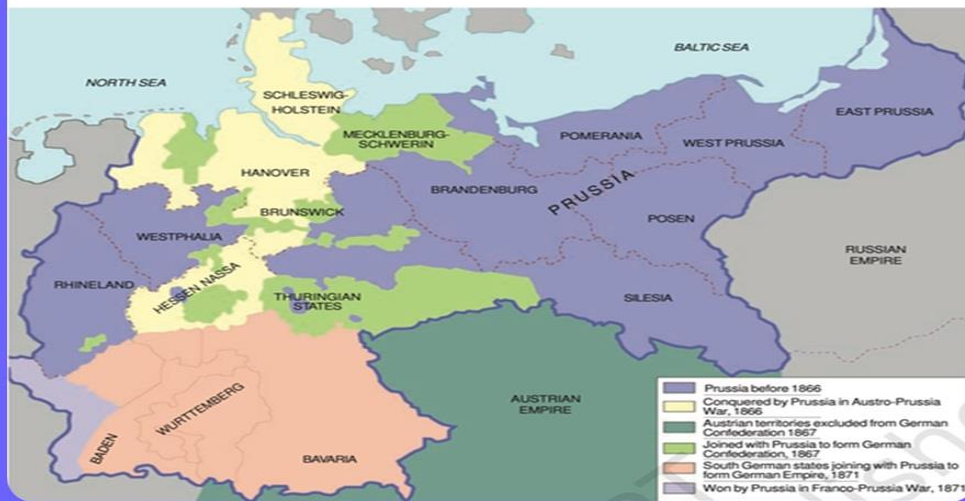 BALTIC SEA
NORTH SEA
SCHLESWIG-
HOLSTEIN
EAST PRUSSIA
MECKLENBURG-
SCHWERIN
POMERANIA
WEST PRUSSIA
HANOVER
BRANDENBURG
PRUSSIA
BRUNSWICK
POSEN
WESTPHALIA
RUSSIAN
EMPIRE
RHINELAND
HESSEN NASSA
THURINGIAN
STATES
SILESIA
AUSTRIAN
EMPIRE
WURTTEMBERG
BADEN
BAVARIA
Prussia before 1866
Conquered by Prussia in Austro-Prussia
War, 1866
Austrian territories excluded from German
Confederation 1867
Joined with Prussia to form German
Confederation, 1867
South German states joining with Prussia to
form German Empire, 1871
Won by Prussia in Franco-Prussia War, 1871